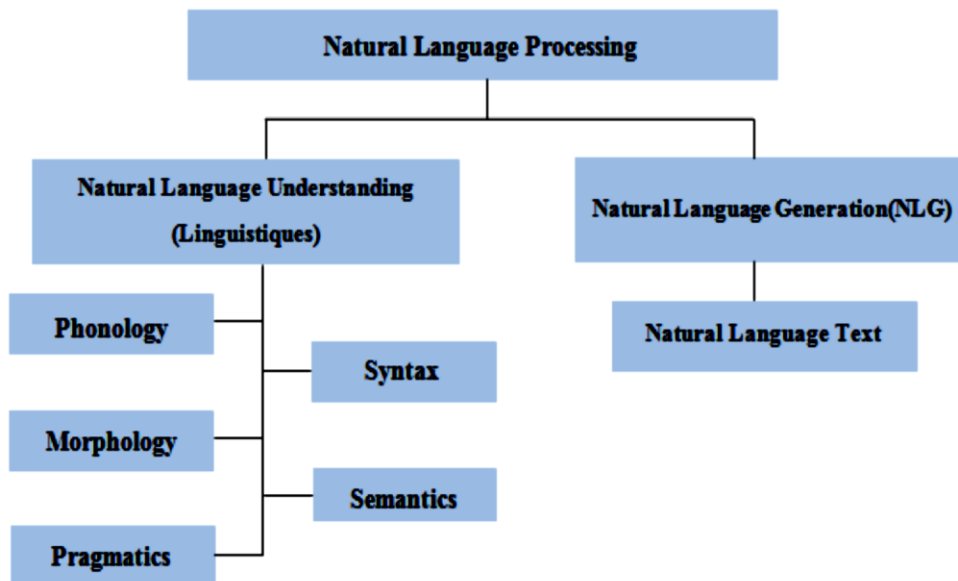 Natural Language Processing
Natural Language Understanding
(Linguistiques)
Natural Language Generation(NLG)
Phonology
Natural Language Text
Syntax
Morphology
Semantics
Pragmatics